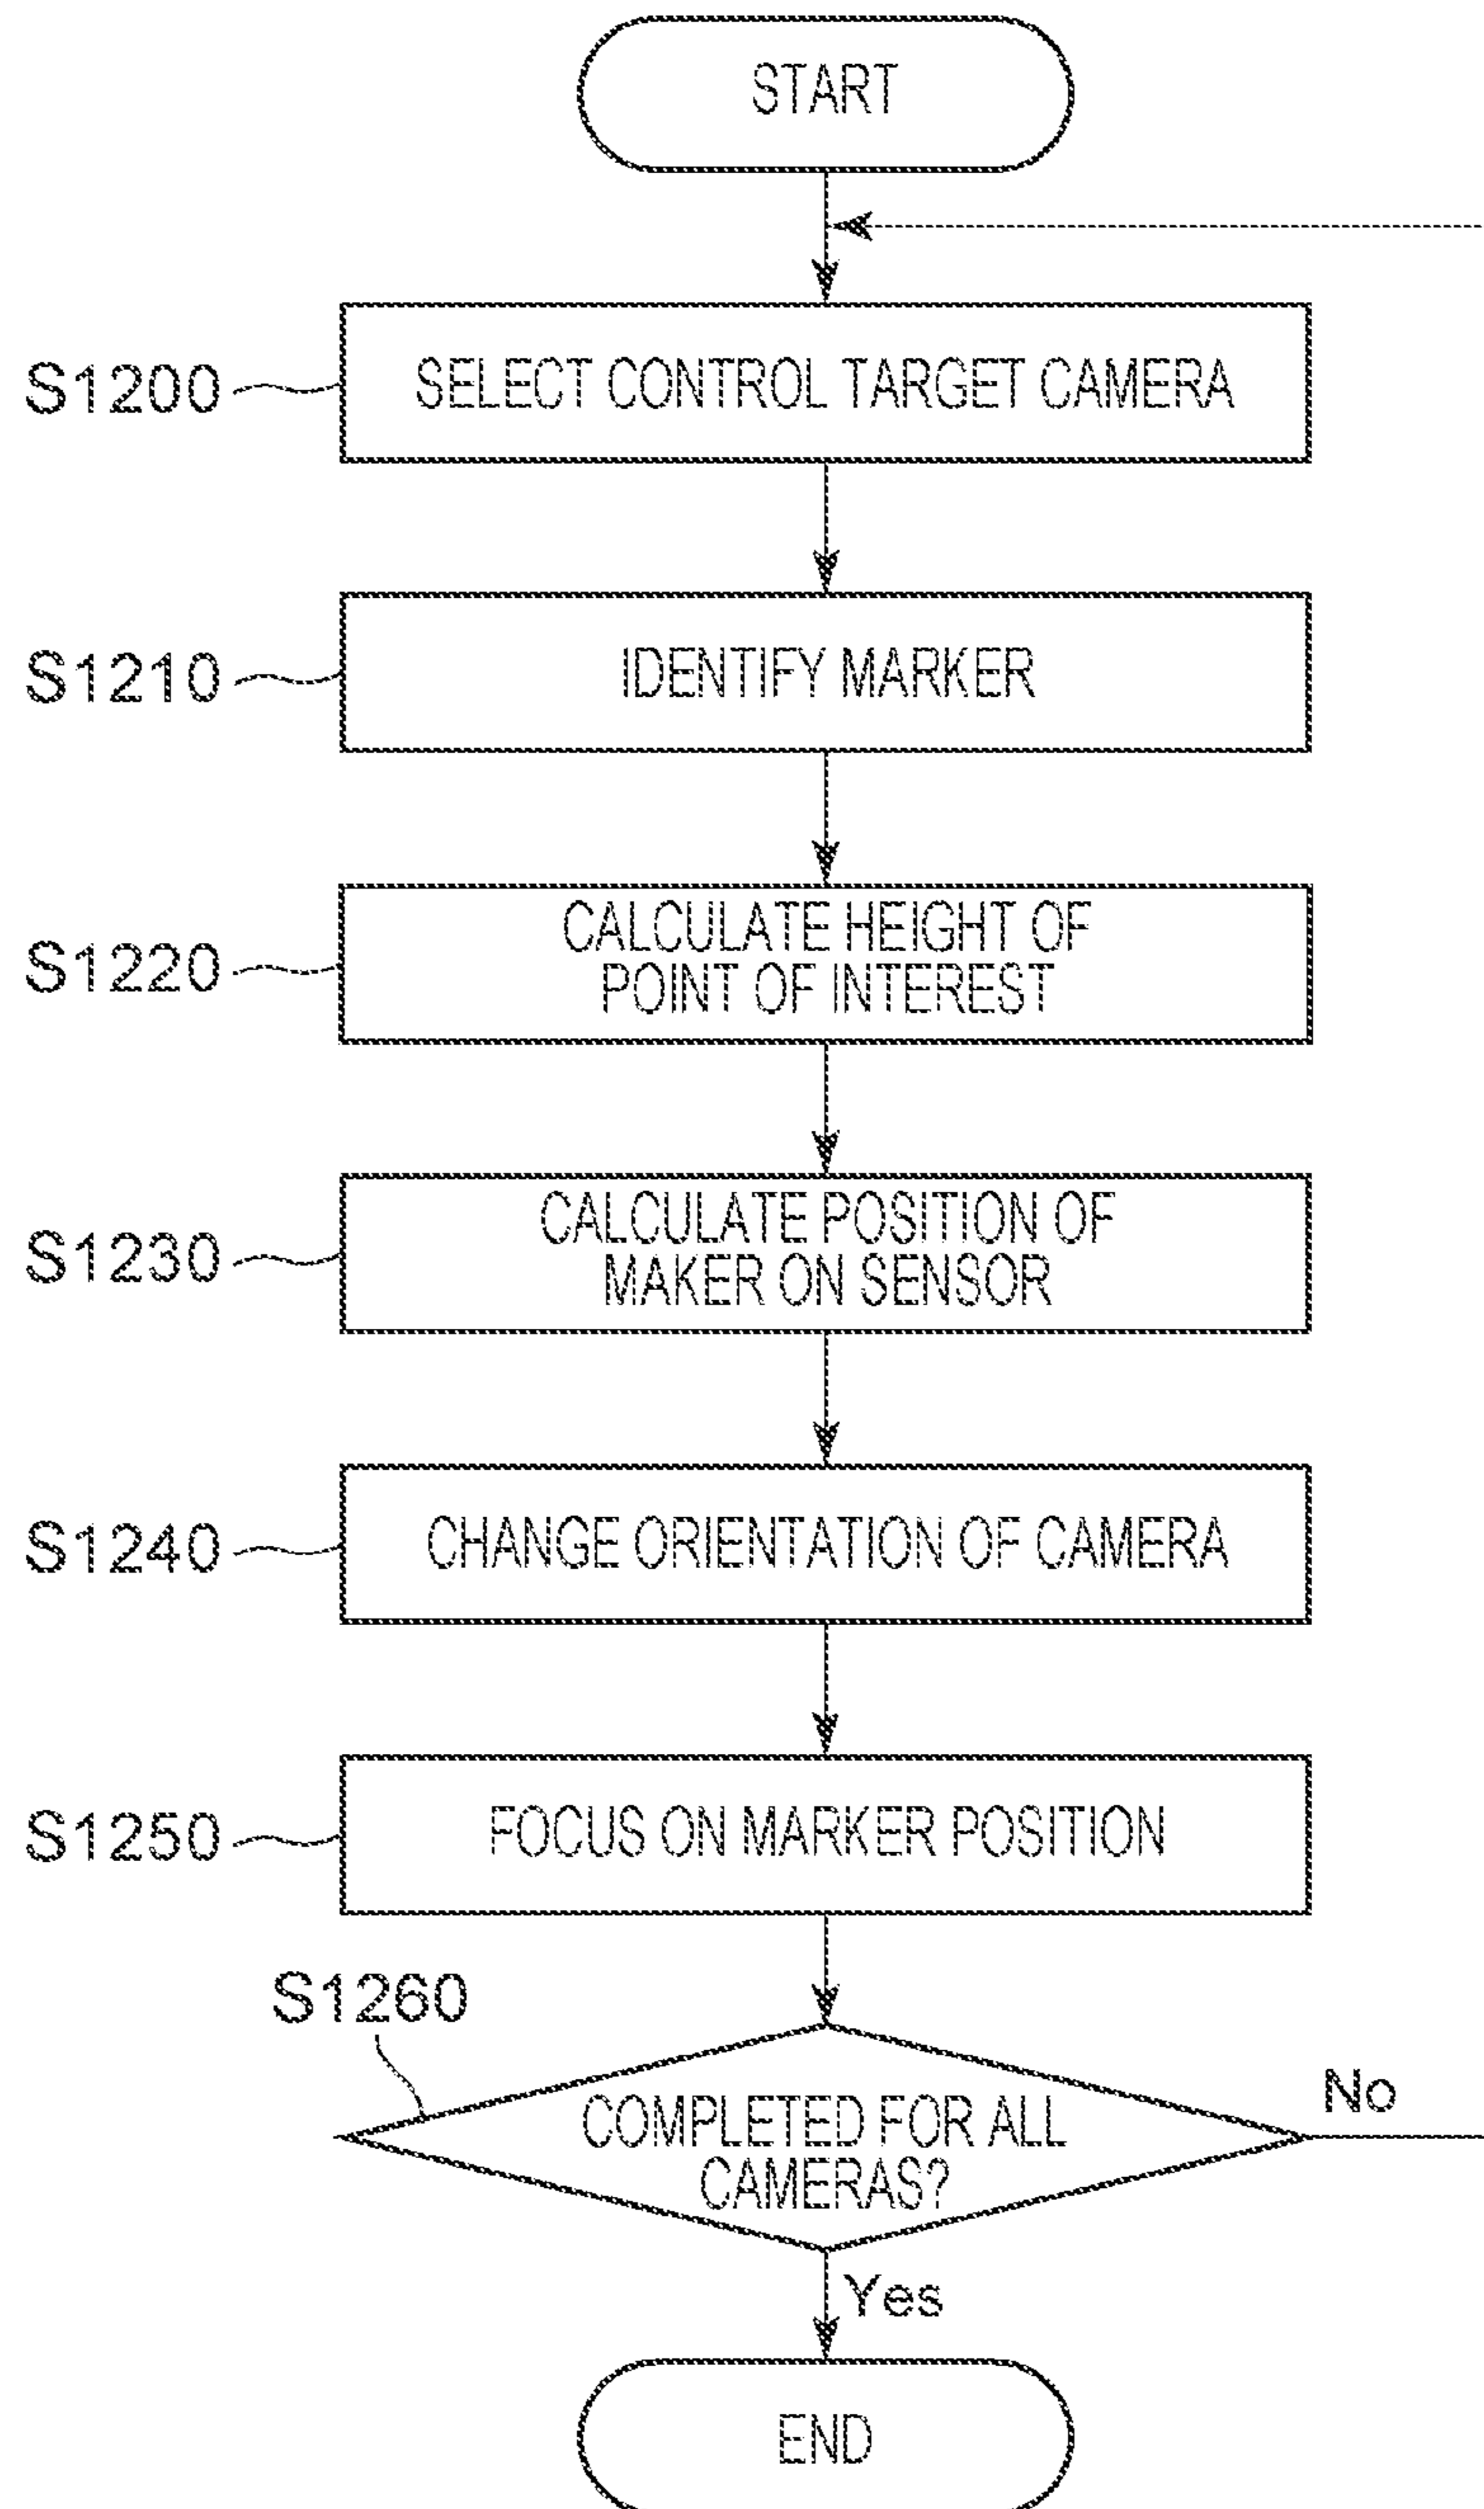 START
S1200
SELECT CONTROL TARGET CAMERA
S1210
IDENTIFY MARKER
S1220
CALCULATE HEIGHT OF
POINT OF INTEREST
S1230
CALCULATE POSITION OF
MAKER ON SENSOR
S1240
CHANGE ORIENTATION OF CAMERA
S1250
FOCUS ON MARKER POSITION
S1260
COMPLETED FOR ALL
CAMERAS?
No
Yes
END